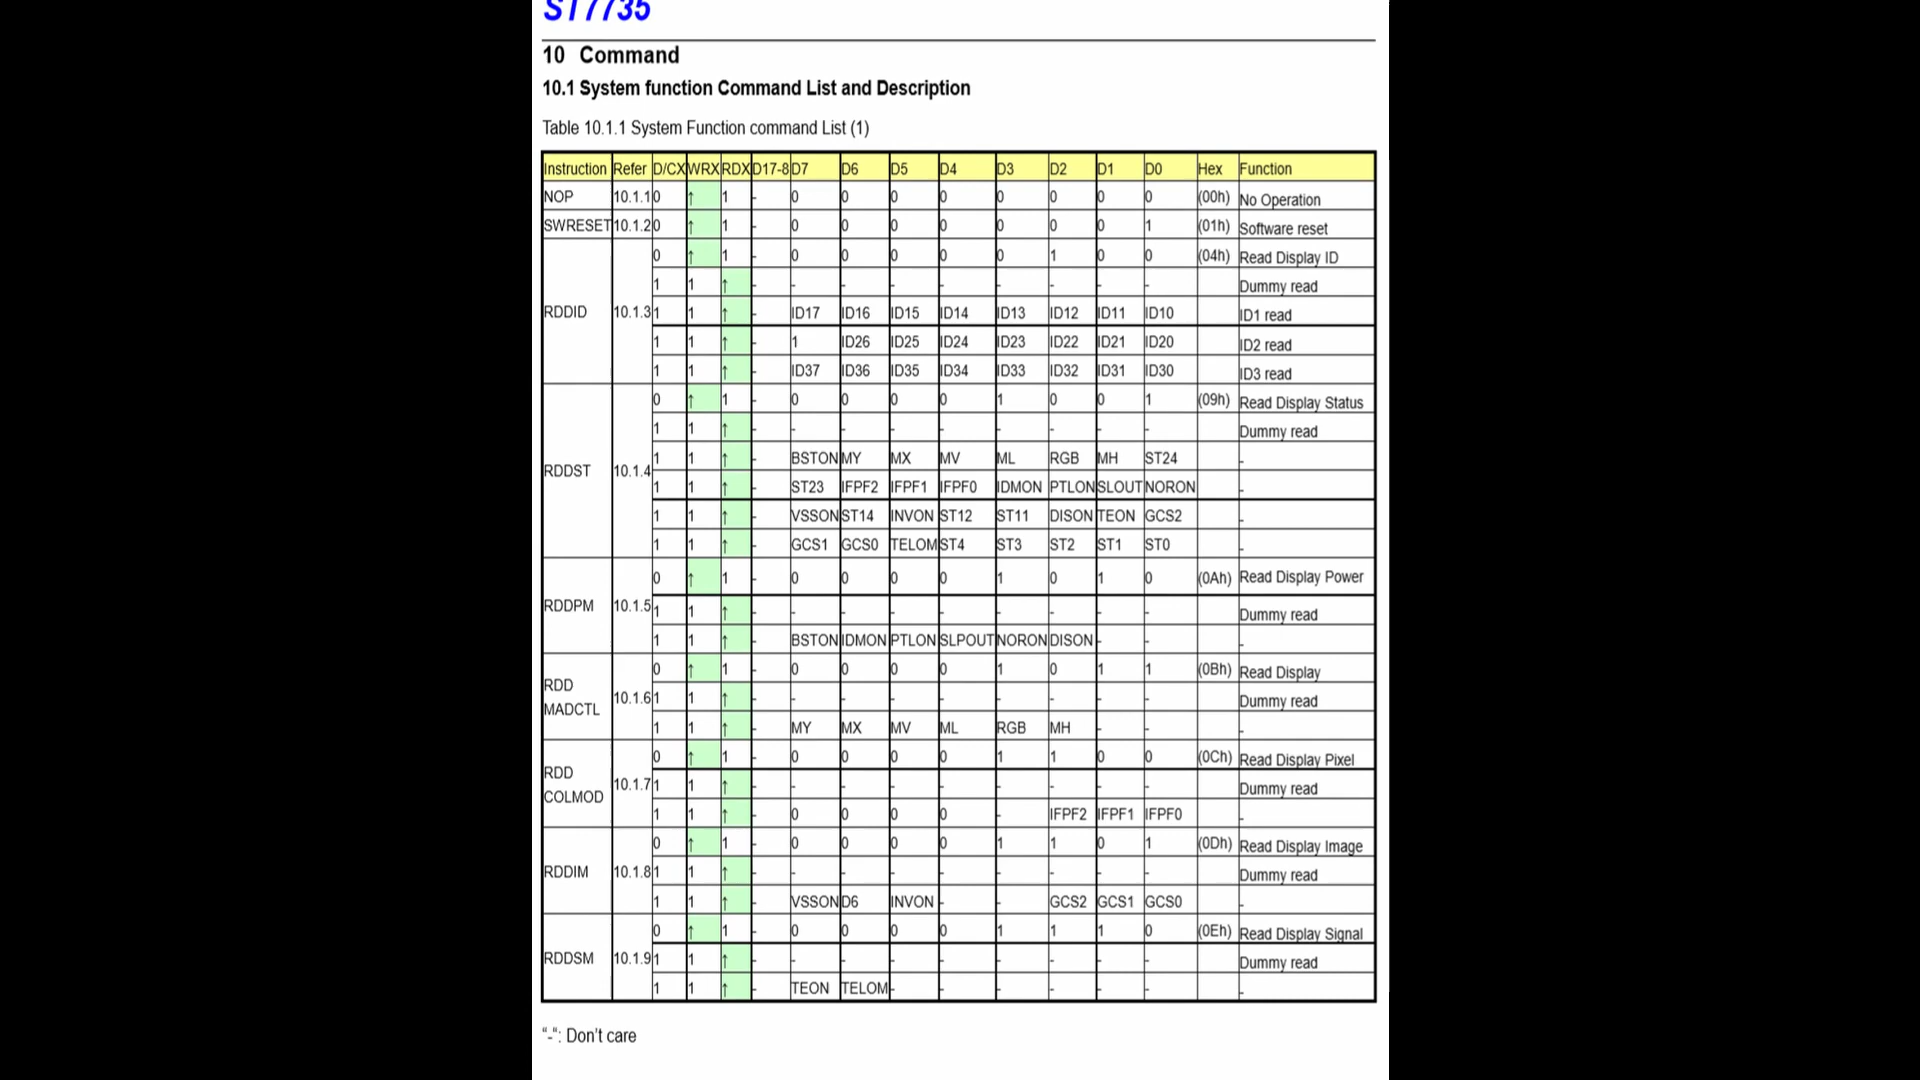 ST7735
10 Command
10.1 System function Command List and Description
Table 10.1.1 System Function command List (1)
Instruction Refer D/CX WRX RDX D17-8 D7 D6 D5 D4 D3 D2 D1 D0 Hex Function
NOP 10.1.1 0 ↑ 1 - 0 0 0 0 0 0 0 0 (00h) No Operation
SWRESET 10.1.2 0 ↑ 1 - 0 0 0 0 0 0 0 1 (01h) Software reset
0 ↑ 1 - 0 0 0 0 0 1 0 0 (04h) Read Display ID
1 1 ↑ - - - - - - - - - Dummy read
RDDID 10.1.3 1 1 ↑ - ID17 ID16 ID15 ID14 ID13 ID12 ID11 ID10 ID1 read
1 1 ↑ - 1 ID26 ID25 ID24 ID23 ID22 ID21 ID20 ID2 read
1 1 ↑ - ID37 ID36 ID35 ID34 ID33 ID32 ID31 ID30 ID3 read
0 ↑ 1 - 0 0 0 0 1 0 0 1 (09h) Read Display Status
1 1 ↑ - - - - - - - - - Dummy read
1 1 ↑ - BSTON MY MX MV ML RGB MH ST24 -
RDDST 10.1.4
1 1 ↑ - ST23 IFPF2 IFPF1 IFPF0 IDMON PTLON SLOUT NORON -
1 1 ↑ - VSSON ST14 INVON ST12 ST11 DISON TEON GCS2 -
1 1 ↑ - GCS1 GCS0 TELOM ST4 ST3 ST2 ST1 ST0 -
0 ↑ 1 - 0 0 0 0 1 0 1 0 (0Ah) Read Display Power
RDDPM 10.1.5 1 1 ↑ - - - - - - - - - Dummy read
1 1 ↑ - BSTON IDMON PTLON SLPOUT NORON DISON - - -
0 ↑ 1 - 0 0 0 0 1 0 1 1 (0Bh) Read Display
RDD
10.1.6 1 1 ↑ - - - - - - - - - Dummy read
MADCTL
1 1 ↑ - MY MX MV ML RGB MH - - -
0 ↑ 1 - 0 0 0 0 1 1 0 0 (0Ch) Read Display Pixel
RDD
10.1.7 1 1 ↑ - - - - - - - - - Dummy read
COLMOD
1 1 ↑ - 0 0 0 0 - IFPF2 IFPF1 IFPF0 -
0 ↑ 1 - 0 0 0 0 1 1 0 1 (0Dh) Read Display Image
RDDIM 10.1.8 1 1 ↑ - - - - - - - - - Dummy read
1 1 ↑ - VSSON D6 INVON - - GCS2 GCS1 GCS0 -
0 ↑ 1 - 0 0 0 0 1 1 1 0 (0Eh) Read Display Signal
RDDSM 10.1.9 1 1 ↑ - - - - - - - - - Dummy read
1 1 ↑ - TEON TELOM - - - - - - -
“-“: Don't care